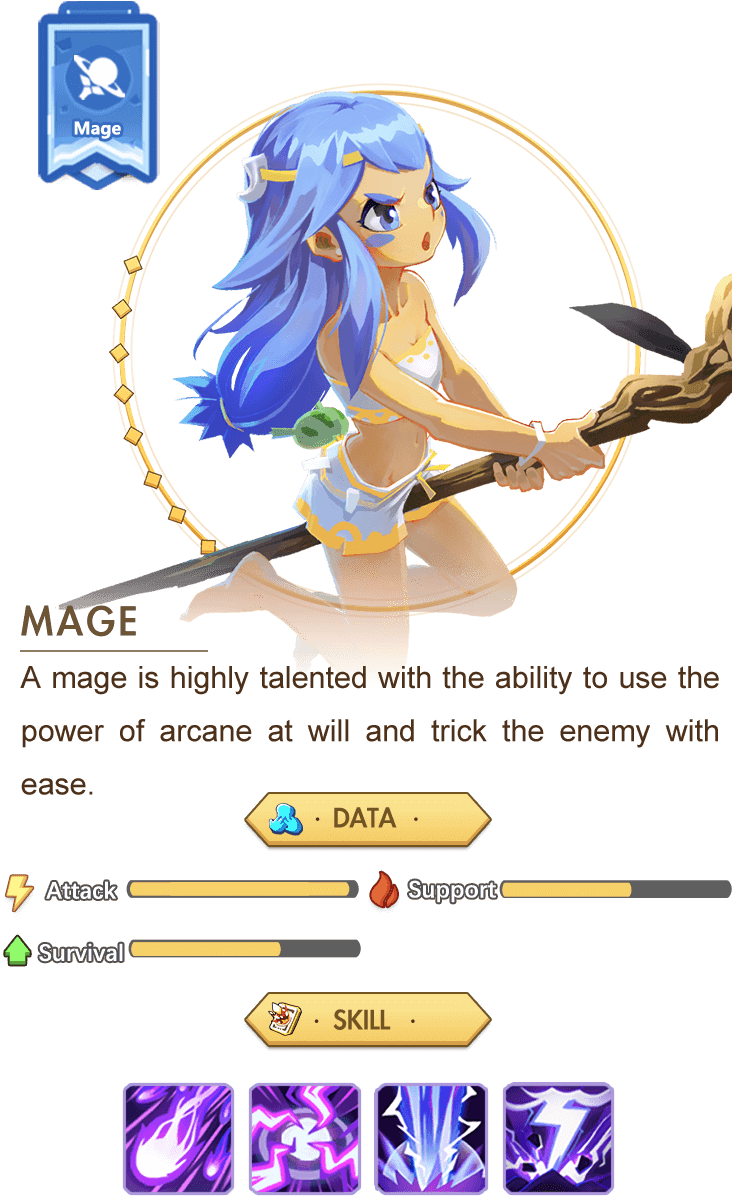 Mage
MAGE
A mage is highly talented with the ability to use the
power of arcane at will and trick the enemy with
ease.
· DATA ·
Attack
Support
Survival
· SKILL ·